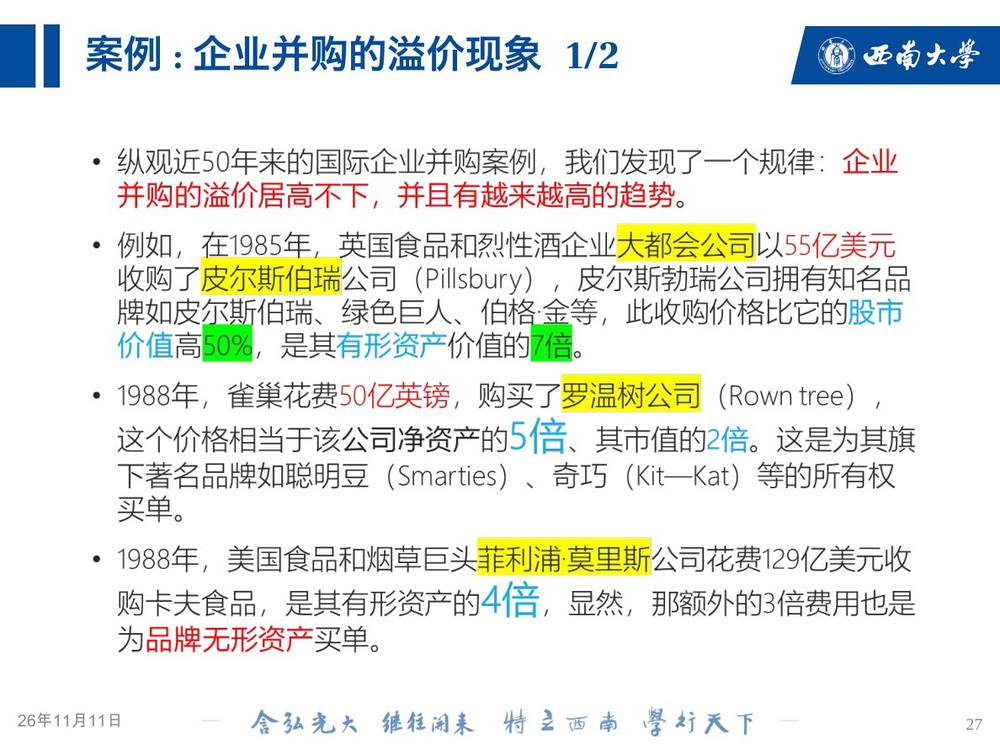 案例：企业并购的溢价现象 1/2
西南大学
• 纵观近50年来的国际企业并购案例，我们发现了一个规律：企业
并购的溢价居高不下，并且有越来越高的趋势。
• 例如，在1985年，英国食品和烈性酒企业大都会公司以55亿美元
收购了皮尔斯伯瑞公司（Pillsbury），皮尔斯勃瑞公司拥有知名品
牌如皮尔斯伯瑞、绿色巨人、伯格·金等，此收购价格比它的股市
价值高50%，是其有形资产价值的7倍。
• 1988年，雀巢花费50亿英镑，购买了罗温树公司（Rown tree），
这个价格相当于该公司净资产的5倍、其市值的2倍。这是为其旗
下著名品牌如聪明豆（Smarties）、奇巧（Kit—Kat）等的所有权
买单。
• 1988年，美国食品和烟草巨头菲利浦·莫里斯公司花费129亿美元收
购卡夫食品，是其有形资产的4倍，显然，那额外的3倍费用也是
为品牌无形资产买单。
26年11月11日
含弘光大 继往开来 特立西南 学行天下
27